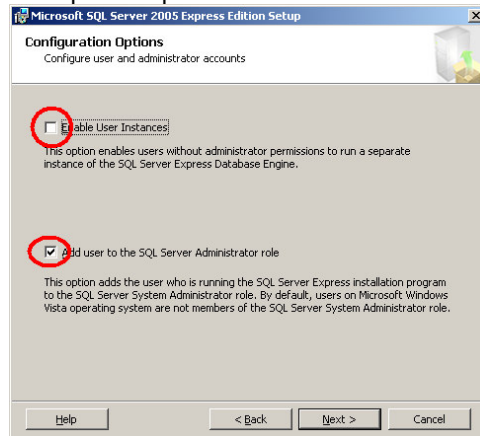 Microsoft SQL Server 2005 Express Edition Setup
Configuration Options
Configure user and administrator accounts
Enable User Instances
This option enables users without administrator permissions to run a separate
instance of the SQL Server Express Database Engine.
Add user to the SQL Server Administrator role
This option adds the user who is running the SQL Server Express installation program
to the SQL Server System Administrator role. By default, users on Microsoft Windows
Vista operating system are not members of the SQL Server System Administrator role.
Help
< Back
Next >
Cancel